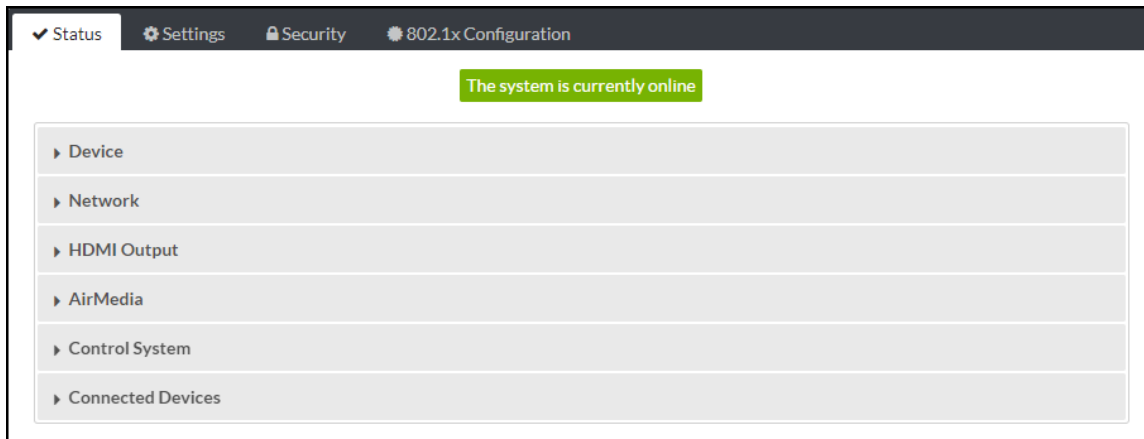 Status Settings Security 802.1x Configuration
The system is currently online
Device
Network
HDMI Output
AirMedia
Control System
Connected Devices